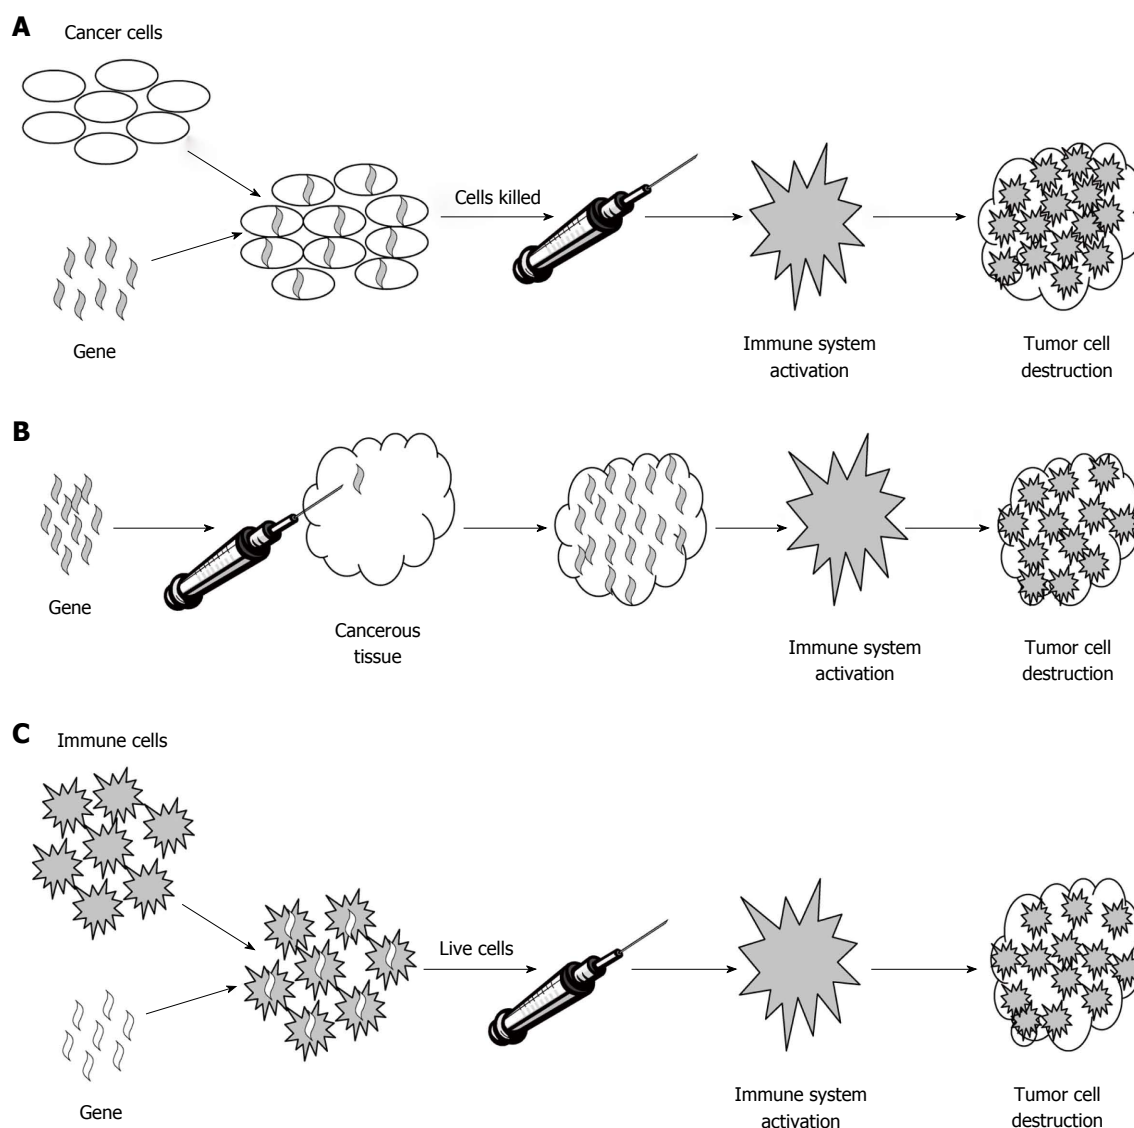 A
Cancer cells
Cells killed
Gene
Immune system
activation
Tumor cell
destruction
B
Gene
Cancerous
tissue
Immune system
activation
Tumor cell
destruction
C
Immune cells
Live cells
Gene
Immune system
activation
Tumor cell
destruction